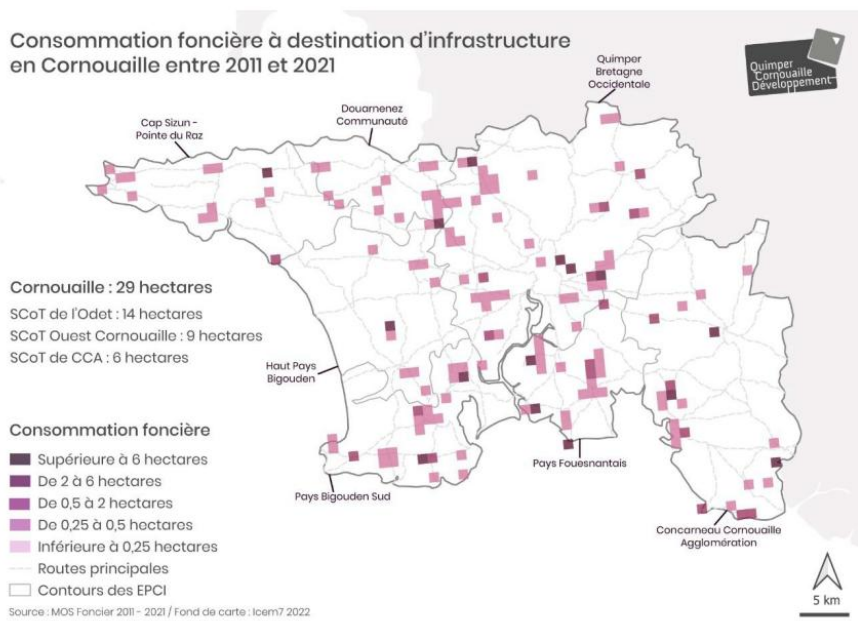 Consommation foncière à destination d'infrastructure
en Cornouaille entre 2011 et 2021
Quimper
Cornouaille
Développement
Quimper
Bretagne
Occidentale
Douarnenez
Communauté
Cap Sizun -
Pointe du Raz
Cornouaille : 29 hectares
SCoT de l'Odet : 14 hectares
SCoT Ouest Cornouaille : 9 hectares
SCoT de CCA : 6 hectares
Haut Pays
Bigouden
Consommation foncière
Supérieure à 6 hectares
De 2 à 6 hectares
De 0,5 à 2 hectares
De 0,25 à 0,5 hectares
Inférieure à 0,25 hectares
Routes principales
Contours des EPCI
Pays Bigouden Sud
Pays Fouesnantais
Concarneau Cornouaille
Agglomération
5 km
Source : MOS Foncier 2011 - 2021 / Fond de carte : Icem7 2022